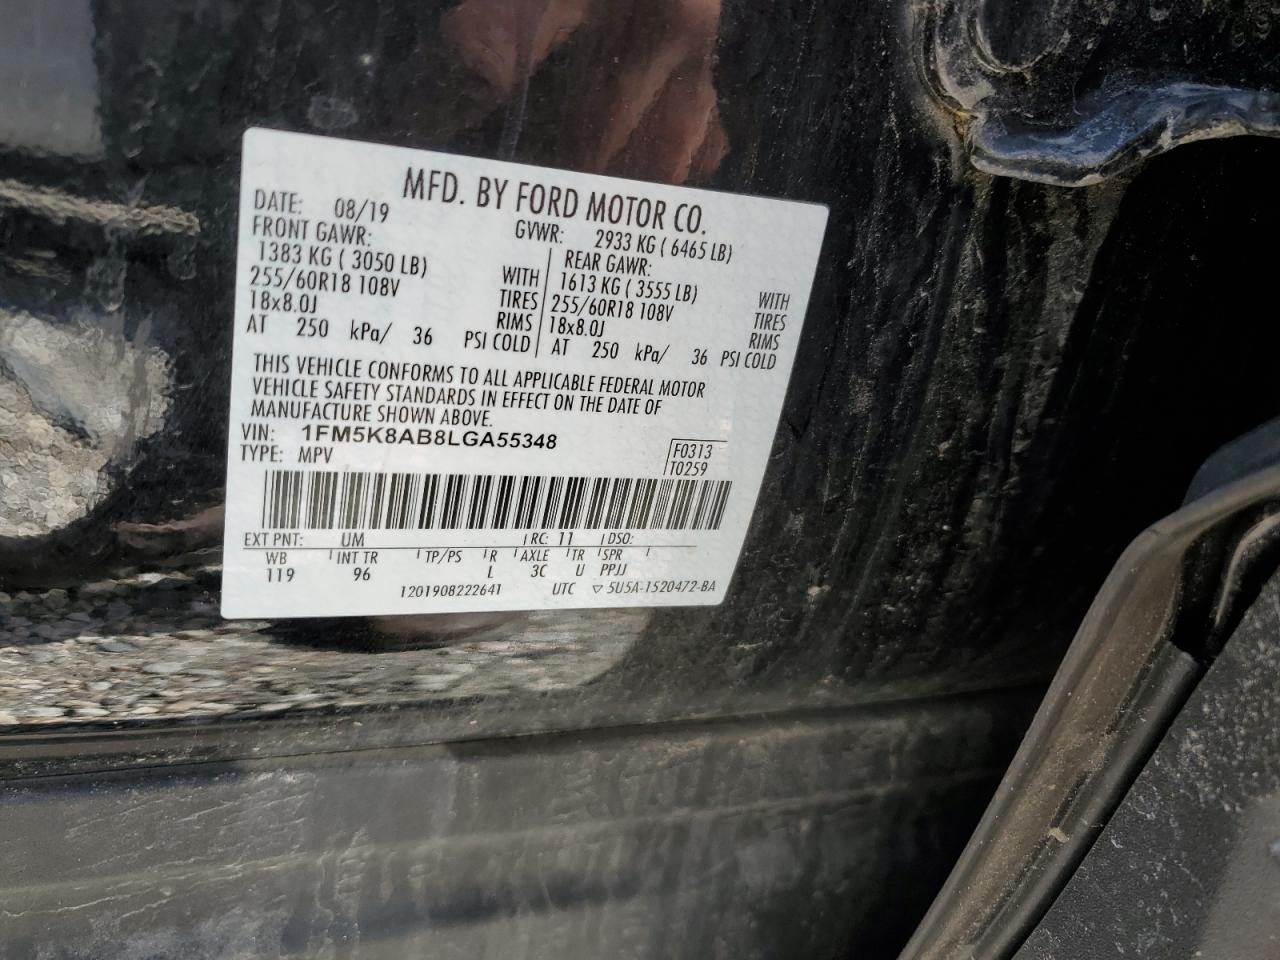 MFD. BY FORD MOTOR CO.
DATE: 08/19 GVWR: 2933 KG ( 6465 LB)
FRONT GAWR: REAR GAWR:
1383 KG ( 3050 LB) WITH 1613 KG ( 3555 LB) WITH
255/60R18 108V TIRES 255/60R18 108V TIRES
18x8.0J RIMS 18x8.0J RIMS
AT 250 kPa/ 36 PSI COLD AT 250 kPa/ 36 PSI COLD
THIS VEHICLE CONFORMS TO ALL APPLICABLE FEDERAL MOTOR
VEHICLE SAFETY STANDARDS IN EFFECT ON THE DATE OF
MANUFACTURE SHOWN ABOVE.
VIN: 1FM5K8AB8LGA55348 F0313
TYPE: MPV T0259
EXT PNT: UM RC: 11 DSO:
WB INT TR TP/PS R AXLE TR SPR
119 96 L 3C U PPJJ
1201908222641 UTC ▽ 5U5A-1520472-BA